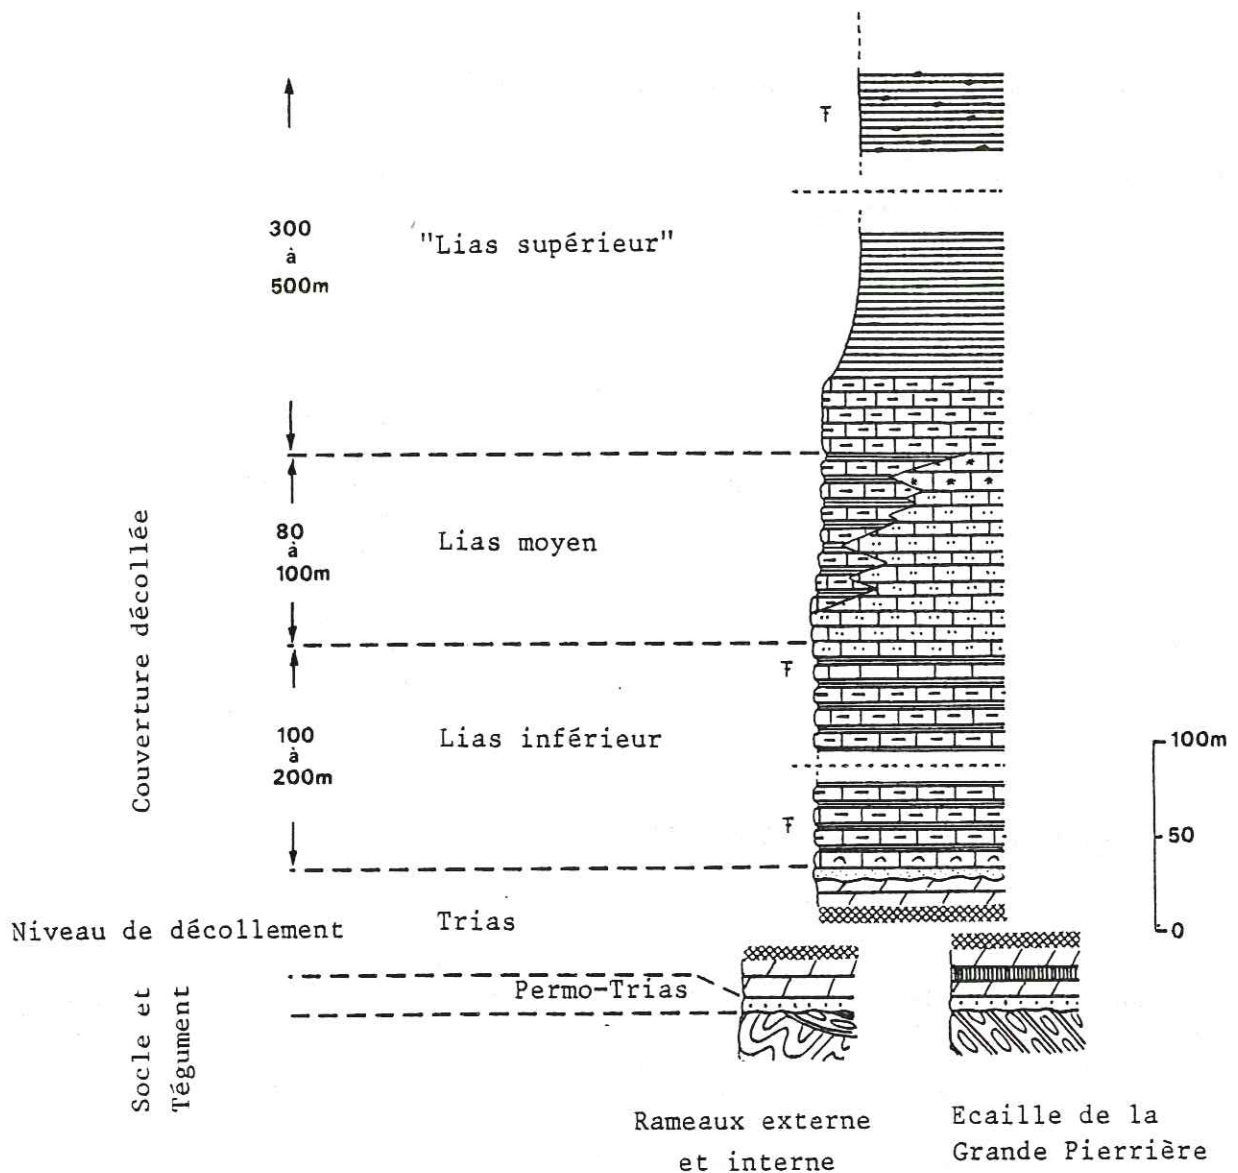 300
à
500m
"Lias supérieur"
Couverture décollée
80
à
100m
Lias moyen
100
à
200m
Lias inférieur
100m
50
0
Niveau de décollement
Trias
Socle et
Tégument
Permo-Trias
Rameaux externe
et interne
Ecaille de la
Grande Pierrière